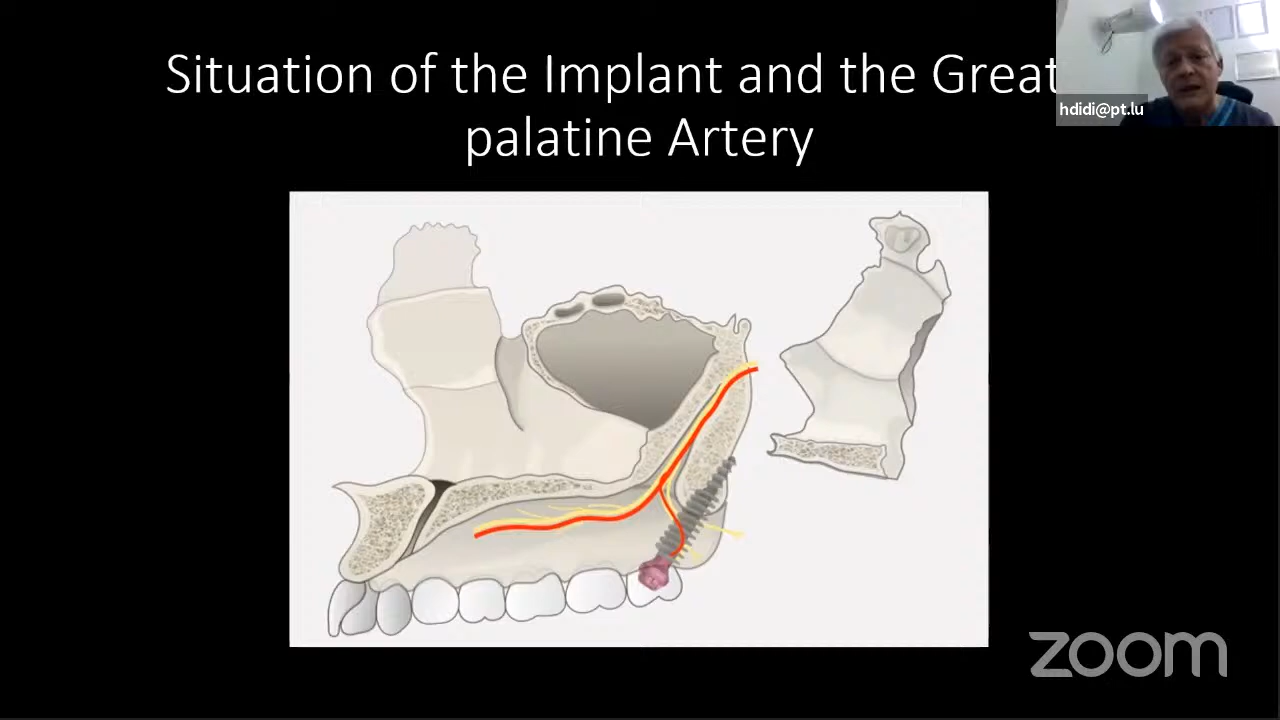 Situation of the Implant and the Great
palatine Artery
hdidi@pt.lu
zoom